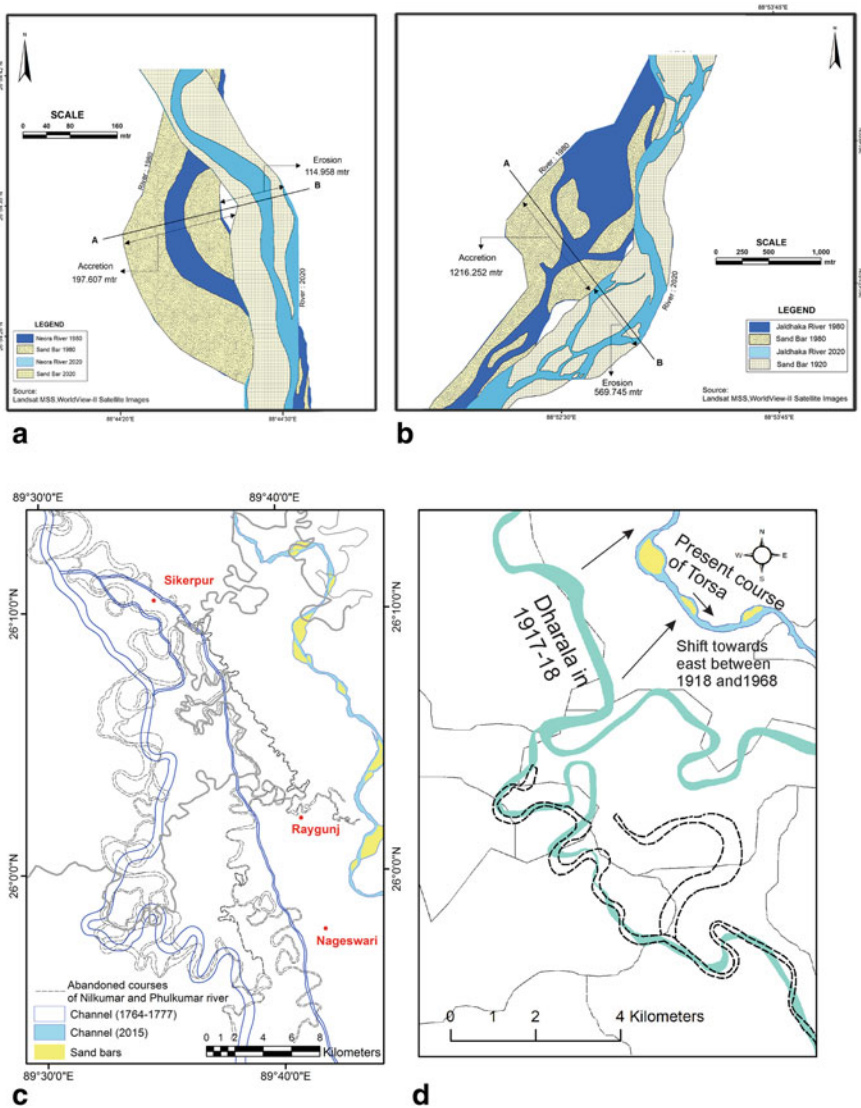 N
SCALE
0 40 80 160
mtr
River : 1980
Erosion
114.958 mtr
B
A
Accretion
197.607 mtr
River : 2020
LEGEND
Neora River 1980
Sand Bar 1980
Neora River 2020
Sand Bar 2020
Source:
Landsat MSS,WorldView-II Satellite Images
88°44'20"E
88°44'30"E
a
88°53'45"E
N
A
River : 1980
Accretion
1216.252 mtr
SCALE
0 250 500 1,000
mtr
River : 2020
B
Erosion
569.745 mtr
LEGEND
Jaldhaka River 1980
Sand Bar 1980
Jaldhaka River 2020
Sand Bar 1920
Source:
Landsat MSS,WorldView-II Satellite Images
88°52'30"E
88°53'45"E
b
89°30'0"E
89°40'0"E
26°10'0"N
26°10'0"N
Sikerpur
Raygunj
26°0'0"N
26°0'0"N
Nageswari
Abandoned courses
of Nilkumar and Phulkumar river
Channel (1764-1777)
Channel (2015)
Sand bars
0 1 2 4 6 8
Kilometers
89°30'0"E
89°40'0"E
c
N
W E
S
Present course
of Torsa
Dharala in
1917-18
Shift towards
east between
1918 and1968
0 1 2 4 Kilometers
d